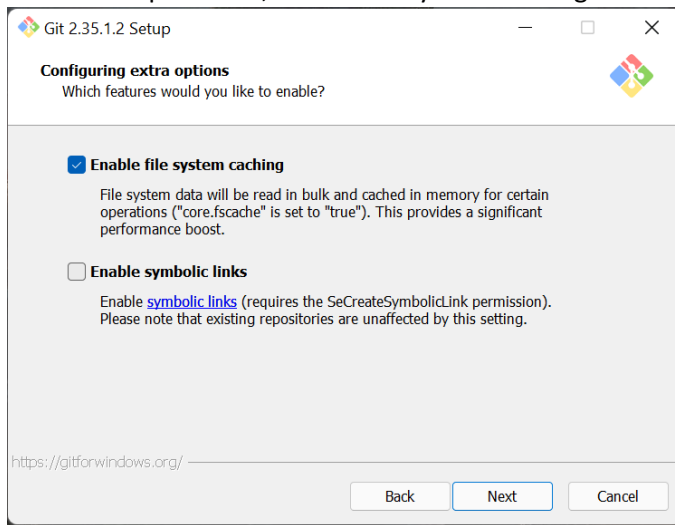 Git 2.35.1.2 Setup
Configuring extra options
Which features would you like to enable?
Enable file system caching
File system data will be read in bulk and cached in memory for certain
operations ("core.fscache" is set to "true"). This provides a significant
performance boost.
Enable symbolic links
Enable symbolic links (requires the SeCreateSymbolicLink permission).
Please note that existing repositories are unaffected by this setting.
https://gitforwindows.org/
Back Next Cancel